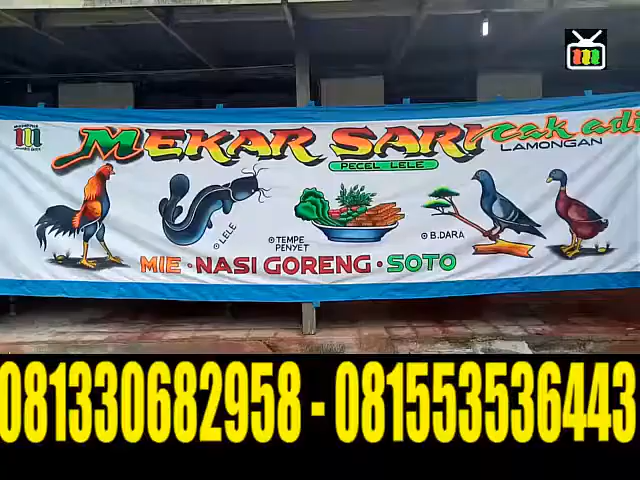 MEKAR SARI cak adi
LAMONGAN
PECEL LELE
LELE
TEMPE
PENYET
B.DARA
MIE · NASI GORENG · SOTO
081330682958 - 081553536443